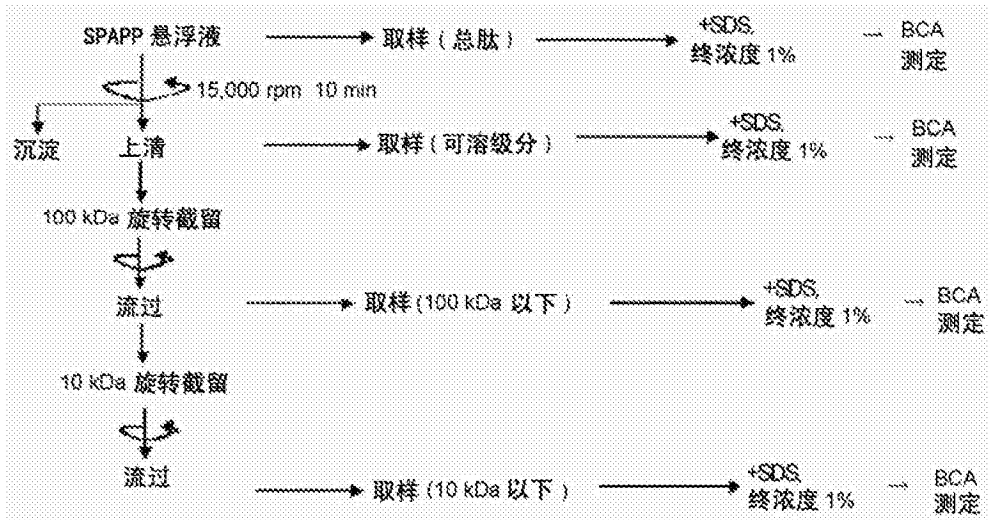 SPAPP 悬浮液
取样 ( 总肽 )
+SDS,
终浓度 1%
→ BCA
测定
15,000 rpm 10 min
沉淀
上清
取样 ( 可溶级分 )
+SDS,
终浓度 1%
→ BCA
测定
100 kDa 旋转截留
流过
取样 (100 kDa 以下 )
+SDS,
终浓度 1%
→ BCA
测定
10 kDa 旋转截留
流过
取样 (10 kDa 以下 )
+SDS,
终浓度 1%
→ BCA
测定